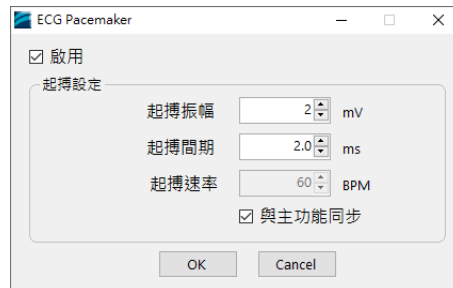 ECG Pacemaker
啟用
起搏設定
起搏振幅 2 mV
起搏間期 2.0 ms
起搏速率 60 BPM
與主功能同步
OK Cancel